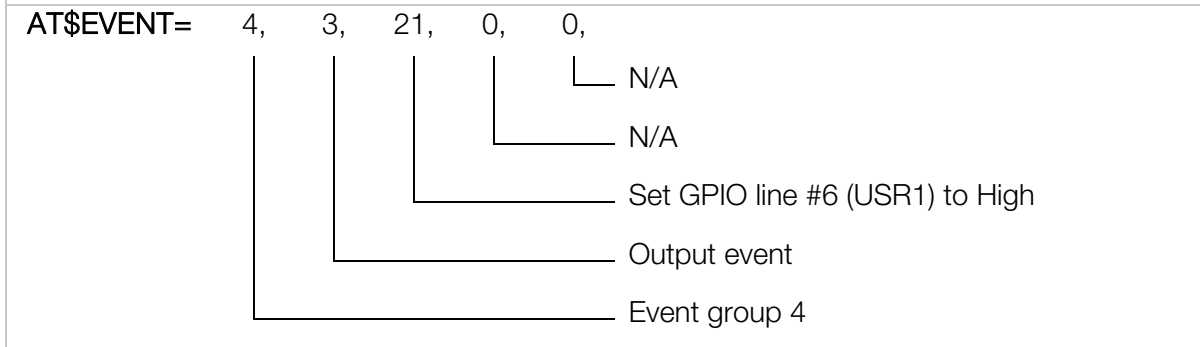 AT$EVENT= 4, 3, 21, 0, 0,
N/A
N/A
Set GPIO line #6 (USR1) to High
Output event
Event group 4